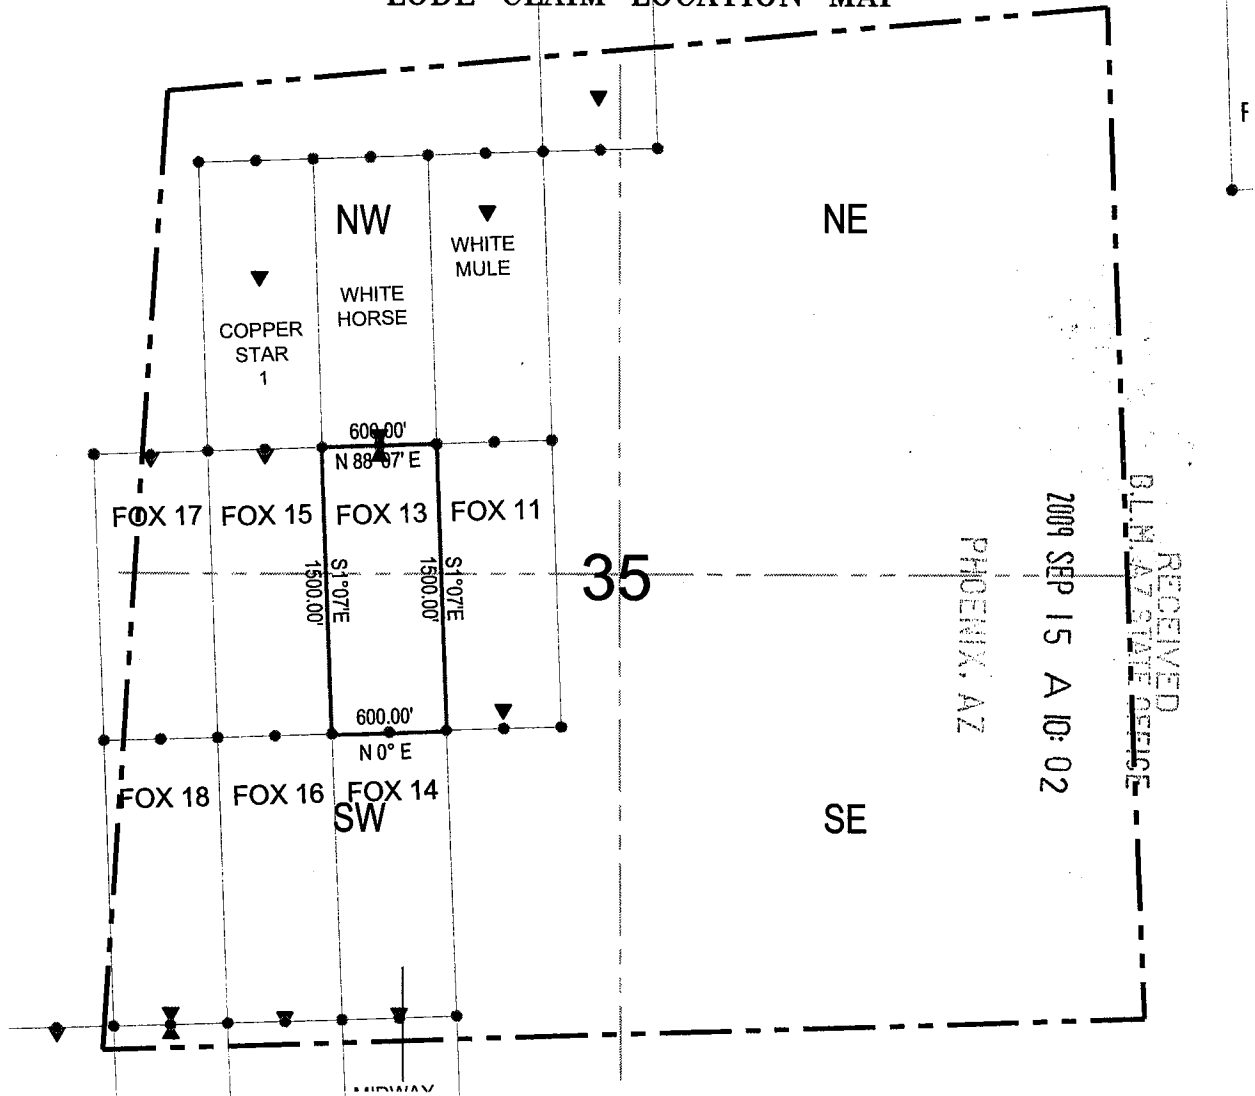 LODE CLAIM LOCATION MAP
F
NW
NE
WHITE
MULE
WHITE
HORSE
COPPER
STAR
1
600.00'
N 88°07' E
FOX 17
FOX 15
FOX 13
FOX 11
S1°07'E
1500.00'
S1°07'E
1500.00'
35
RECEIVED
B.L.M. AZ STATE OFFICE
2009 SEP 15 A 10:02
PHOENIX, AZ
600.00'
N 0° E
FOX 18
FOX 16
FOX 14
SW
SE
MIDWAY